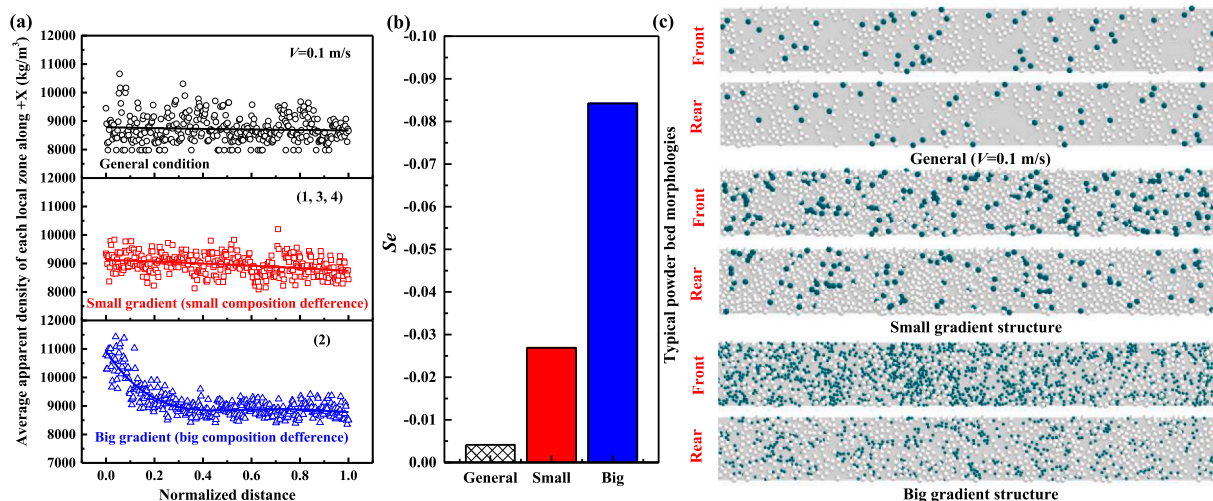 (a)
Average apparent density of each local zone along +X (kg/m³)
12000
11000
10000
9000
8000
V=0.1 m/s
General condition
12000
11000
10000
9000
8000
(1, 3, 4)
Small gradient (small composition defference)
12000
11000
10000
9000
8000
7000
(2)
Big gradient (big composition defference)
0.0 0.2 0.4 0.6 0.8 1.0
Normalized distance
(b)
Se
-0.10
-0.09
-0.08
-0.07
-0.06
-0.05
-0.04
-0.03
-0.02
-0.01
0.00
General Small Big
(c)
Typical powder bed morphologies
Front
Rear
General (V=0.1 m/s)
Front
Rear
Small gradient structure
Front
Rear
Big gradient structure